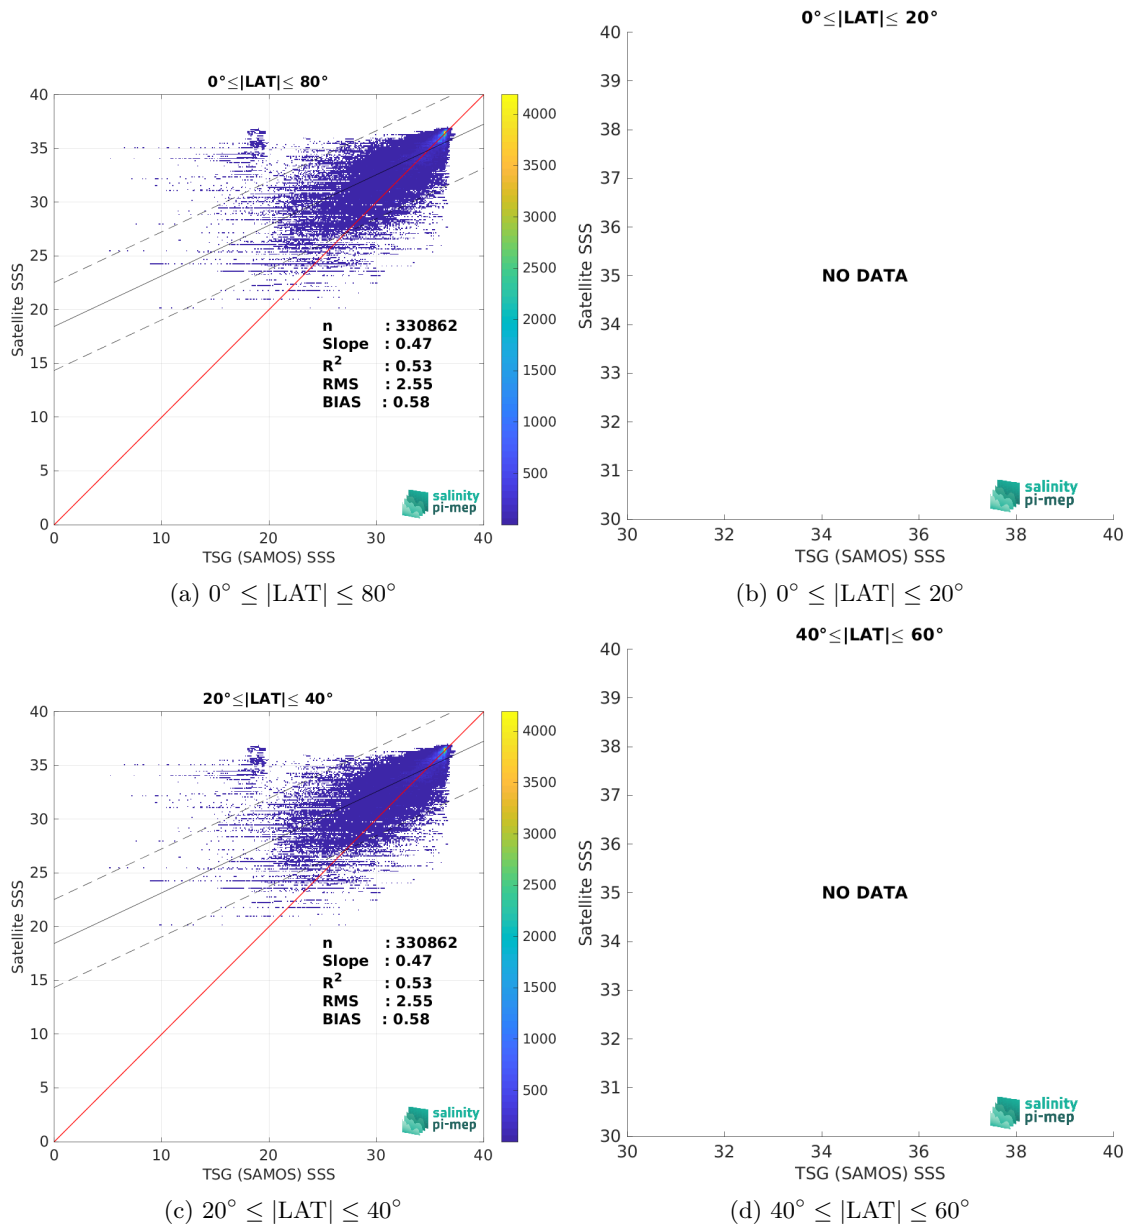 0°≤|LAT|≤ 80°
40
35
30
25
20
15
10
5
0
0
10
20
30
40
Satellite SSS
TSG (SAMOS) SSS
n : 330862
Slope : 0.47
R² : 0.53
RMS : 2.55
BIAS : 0.58
salinity
pi-mep
4000
3500
3000
2500
2000
1500
1000
500
(a) 0° ≤ |LAT| ≤ 80°
0°≤|LAT|≤ 20°
40
39
38
37
36
35
34
33
32
31
30
30
32
34
36
38
40
Satellite SSS
TSG (SAMOS) SSS
NO DATA
salinity
pi-mep
(b) 0° ≤ |LAT| ≤ 20°
20°≤|LAT|≤ 40°
40
35
30
25
20
15
10
5
0
0
10
20
30
40
Satellite SSS
TSG (SAMOS) SSS
n : 330862
Slope : 0.47
R² : 0.53
RMS : 2.55
BIAS : 0.58
salinity
pi-mep
4000
3500
3000
2500
2000
1500
1000
500
(c) 20° ≤ |LAT| ≤ 40°
40°≤|LAT|≤ 60°
40
39
38
37
36
35
34
33
32
31
30
30
32
34
36
38
40
Satellite SSS
TSG (SAMOS) SSS
NO DATA
salinity
pi-mep
(d) 40° ≤ |LAT| ≤ 60°